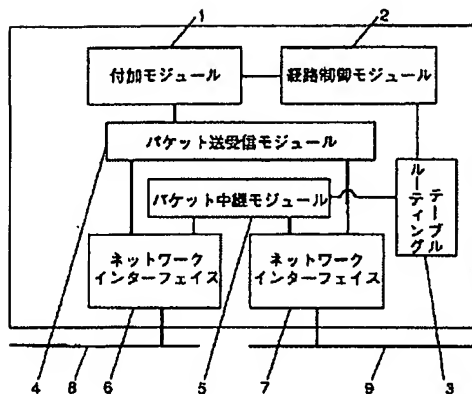 1
2
付加モジュール
経路制御モジュール
パケット送受信モジュール
パケット中継モジュール
ルーティング
テーブル
ネットワーク
インターフェイス
ネットワーク
インターフェイス
4
8
6
5
7
9
3